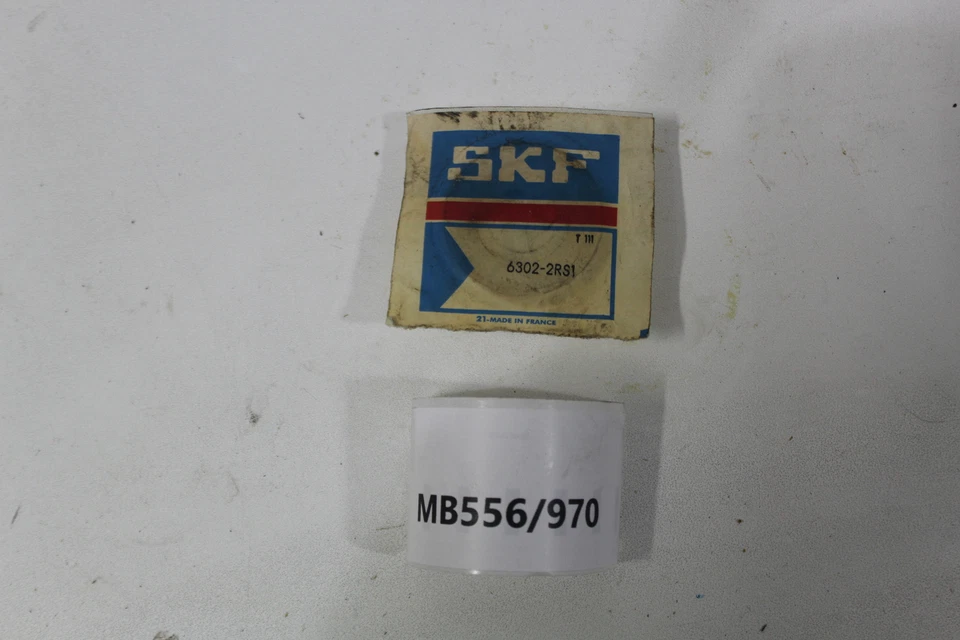 SKF
T 111
6302-2RS1
21-MADE IN FRANCE
MB556/970